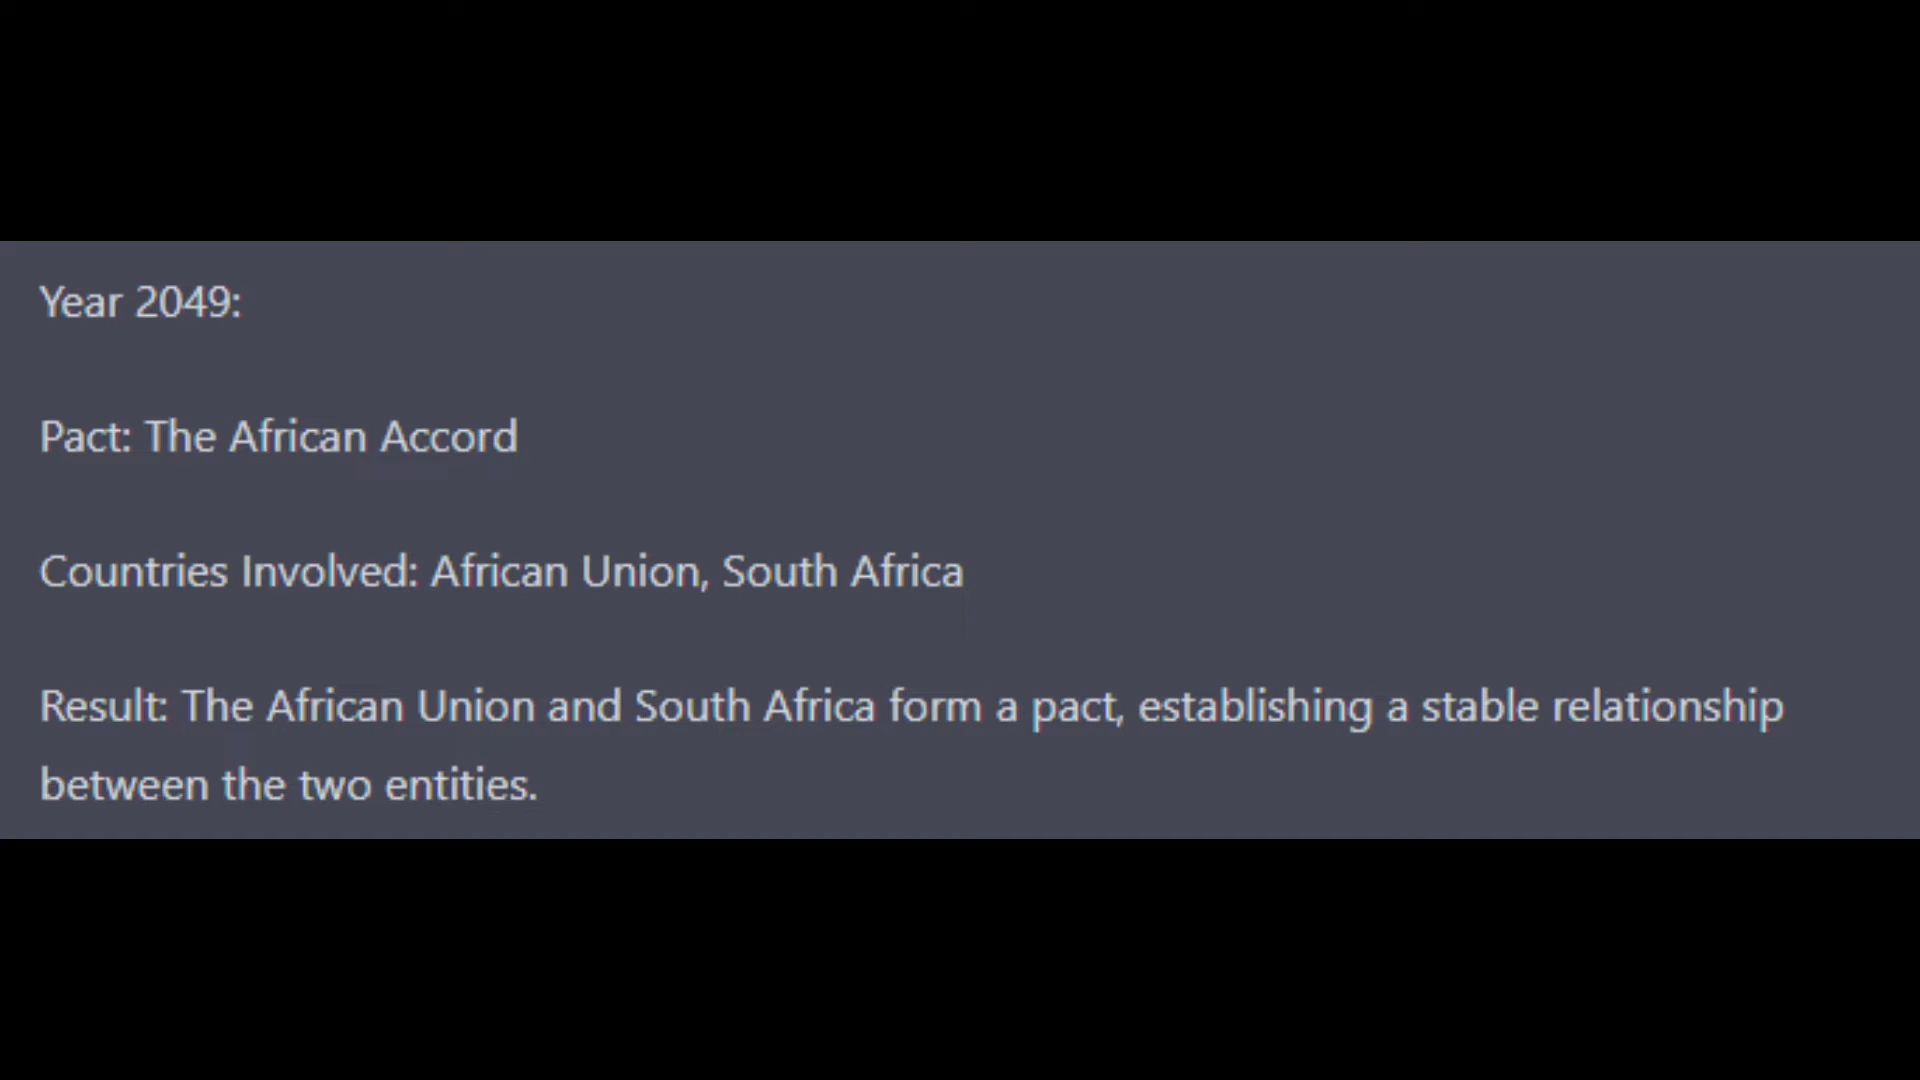 Year 2049:
Pact: The African Accord
Countries Involved: African Union, South Africa
Result: The African Union and South Africa form a pact, establishing a stable relationship
between the two entities.